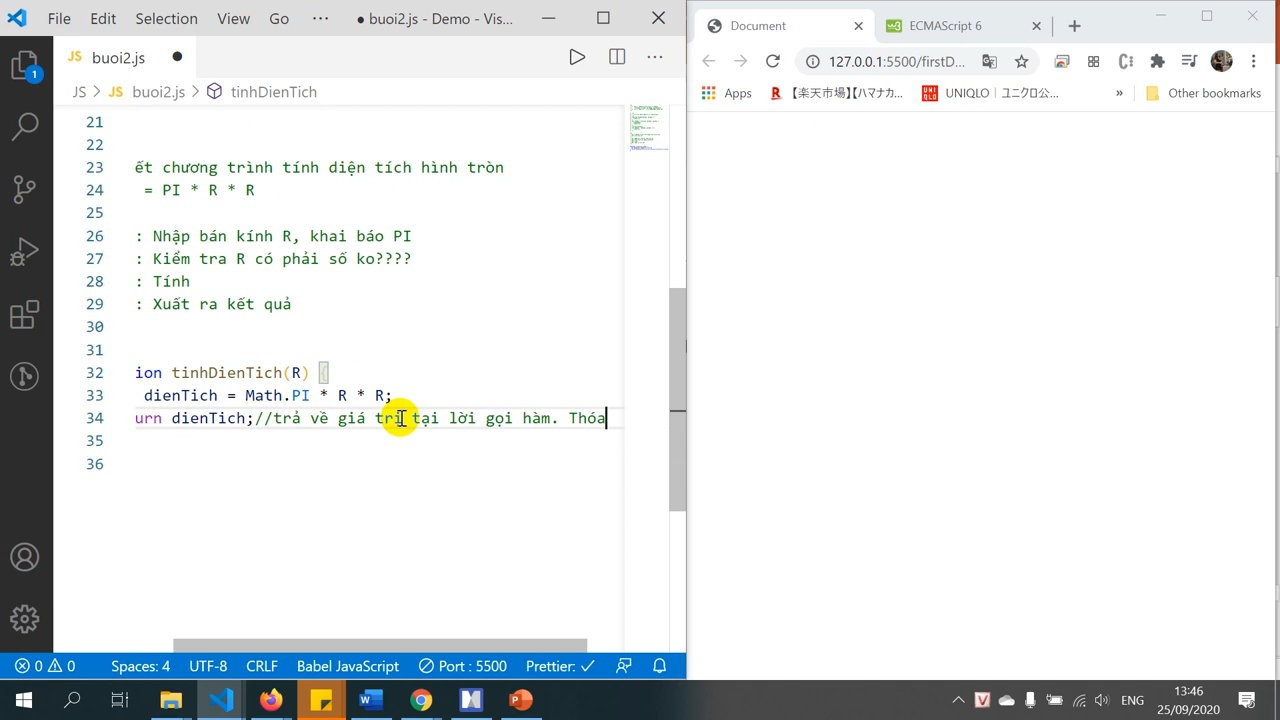 File Edit Selection View Go ··· ● buoi2.js - Demo - Vis...
JS buoi2.js ●
JS > JS buoi2.js > tinhDienTich
21
22
23 ết chương trình tính diện tích hình tròn
24 = PI * R * R
25
26 : Nhập bán kính R, khai báo PI
27 : Kiểm tra R có phải số ko????
28 : Tính
29 : Xuất ra kết quả
30
31
32 ion tinhDienTich(R) {
33 dienTich = Math.PI * R * R;
34 urn dienTich;//trả về giá trị tại lời gọi hàm. Thóa
35
36
1
0 0 Spaces: 4 UTF-8 CRLF Babel JavaScript Port : 5500 Prettier: ✓
Document ECMAScript 6
127.0.0.1:5500/firstD...
Apps 【楽天市場】【ハマナカ... UNIQLO | ユニクロ公... » Other bookmarks
ENG 13:46
25/09/2020